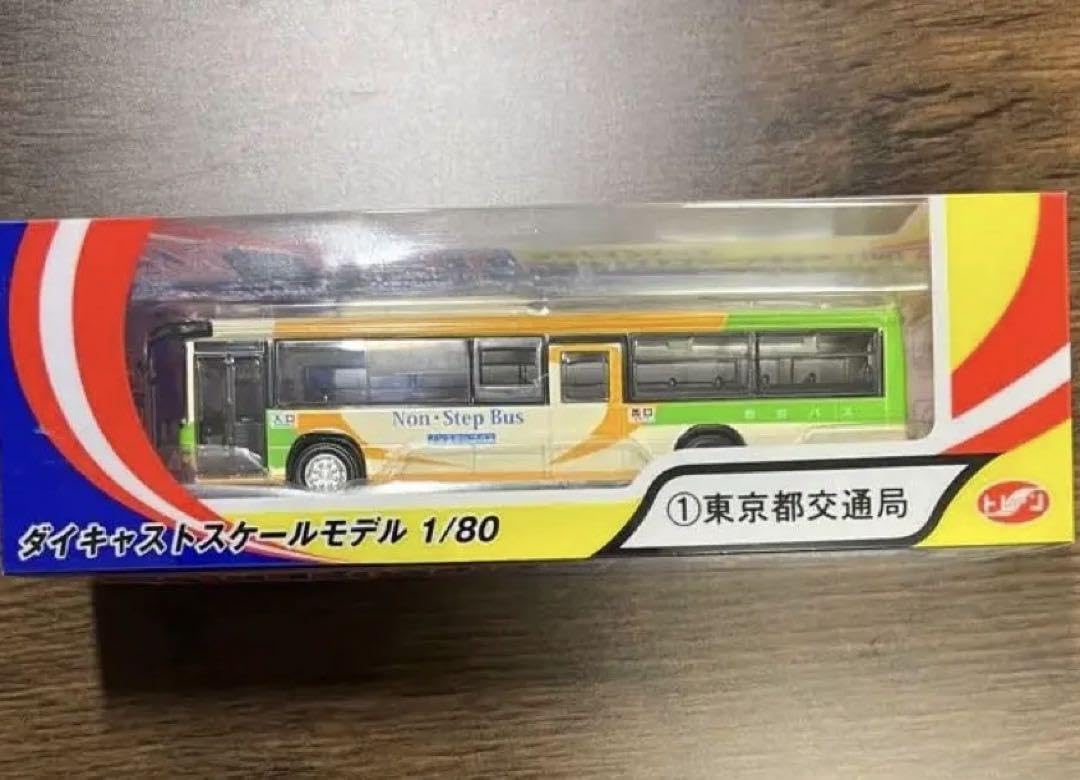 入口
Non・Step Bus
出口
都営バス
ダイキャストスケールモデル 1/80
①東京都交通局
トレーン